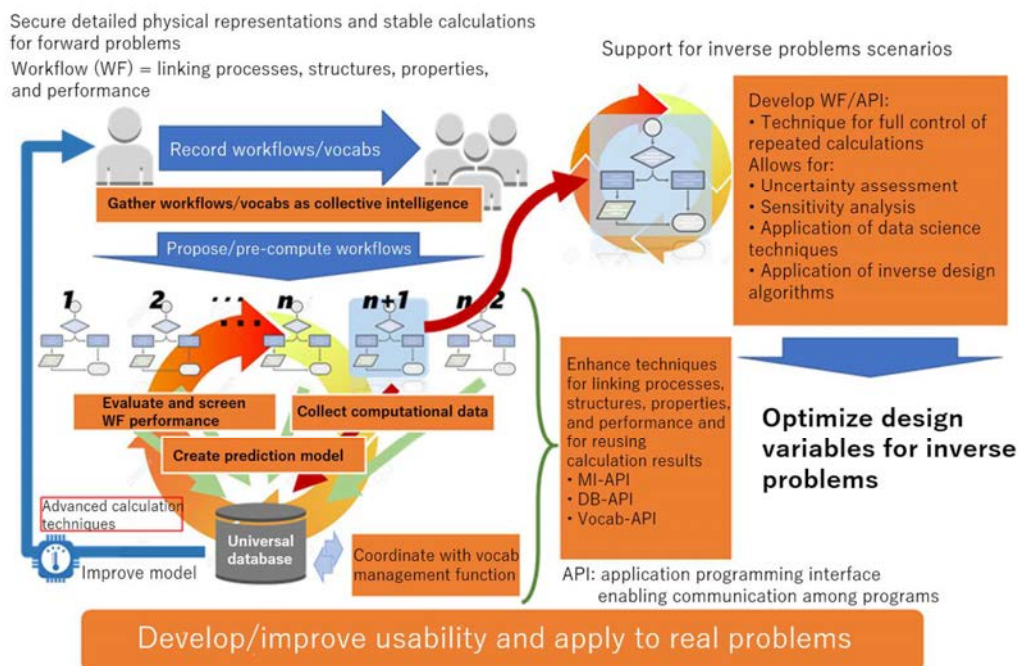 Secure detailed physical representations and stable calculations
for forward problems
Workflow (WF) = linking processes, structures, properties,
and performance
Record workflows/vocabs
Gather workflows/vocabs as collective intelligence
Propose/pre-compute workflows
1
2
...
n
n+1
n+2
...
Evaluate and screen
WF performance
Collect computational data
Create prediction model
Advanced calculation
techniques
Improve model
Universal
database
Coordinate with vocab
management function
Support for inverse problems scenarios
Develop WF/API:
• Technique for full control of
repeated calculations
Allows for:
• Uncertainty assessment
• Sensitivity analysis
• Application of data science
techniques
• Application of inverse design
algorithms
Enhance techniques
for linking processes,
structures, properties,
and performance and
for reusing
calculation results
• MI-API
• DB-API
• Vocab-API
Optimize design
variables for inverse
problems
API: application programming interface
enabling communication among programs
Develop/improve usability and apply to real problems